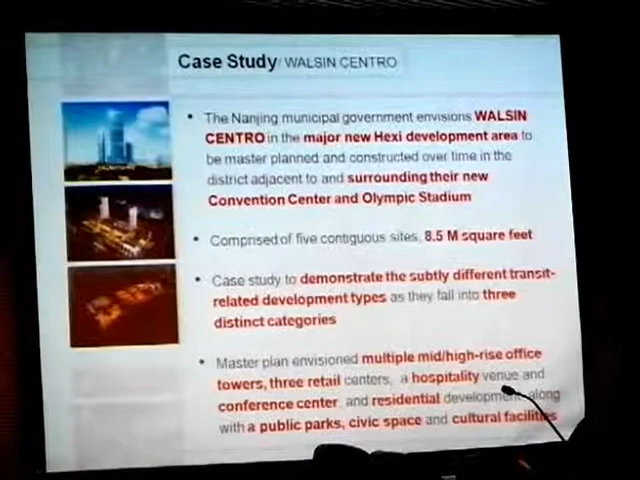 Case Study/ WALSIN CENTRO
• The Nanjing municipal government envisions WALSIN
CENTRO in the major new Hexi development area to
be master planned and constructed over time in the
district adjacent to and surrounding their new
Convention Center and Olympic Stadium
• Comprised of five contiguous sites, 8.5 M square feet
• Case study to demonstrate the subtly different transit-
related development types as they fall into three
distinct categories
• Master plan envisioned multiple mid/high-rise office
towers, three retail centers, a hospitality venue and
conference center, and residential development, along
with a public parks, civic space and cultural facilities